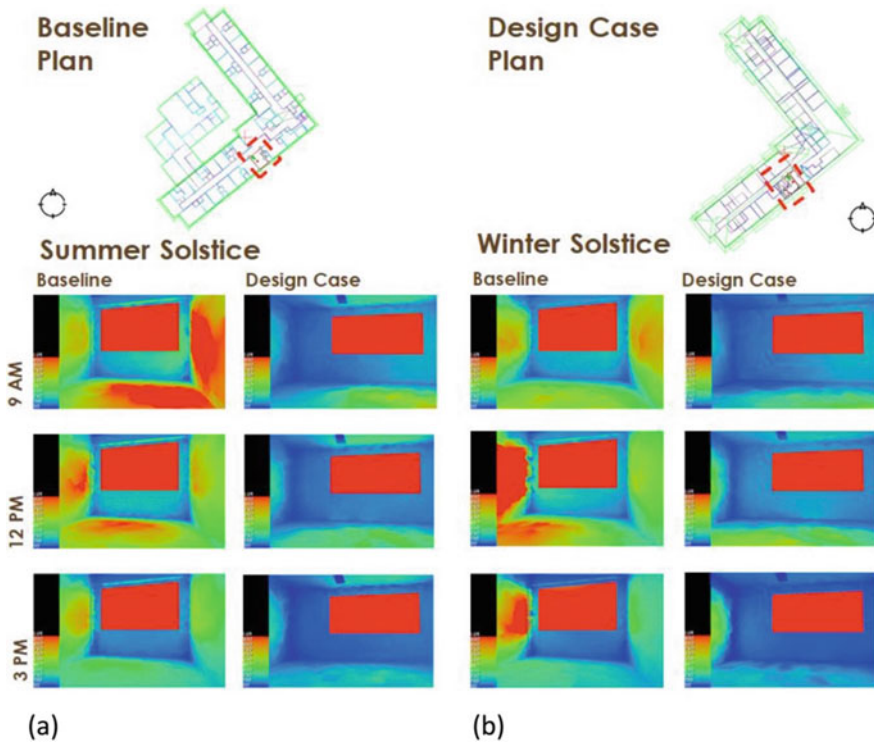 Baseline
Plan
Design Case
Plan
Summer Solstice
Baseline
Design Case
Winter Solstice
Baseline
Design Case
9 AM
12 PM
3 PM
(a)
(b)